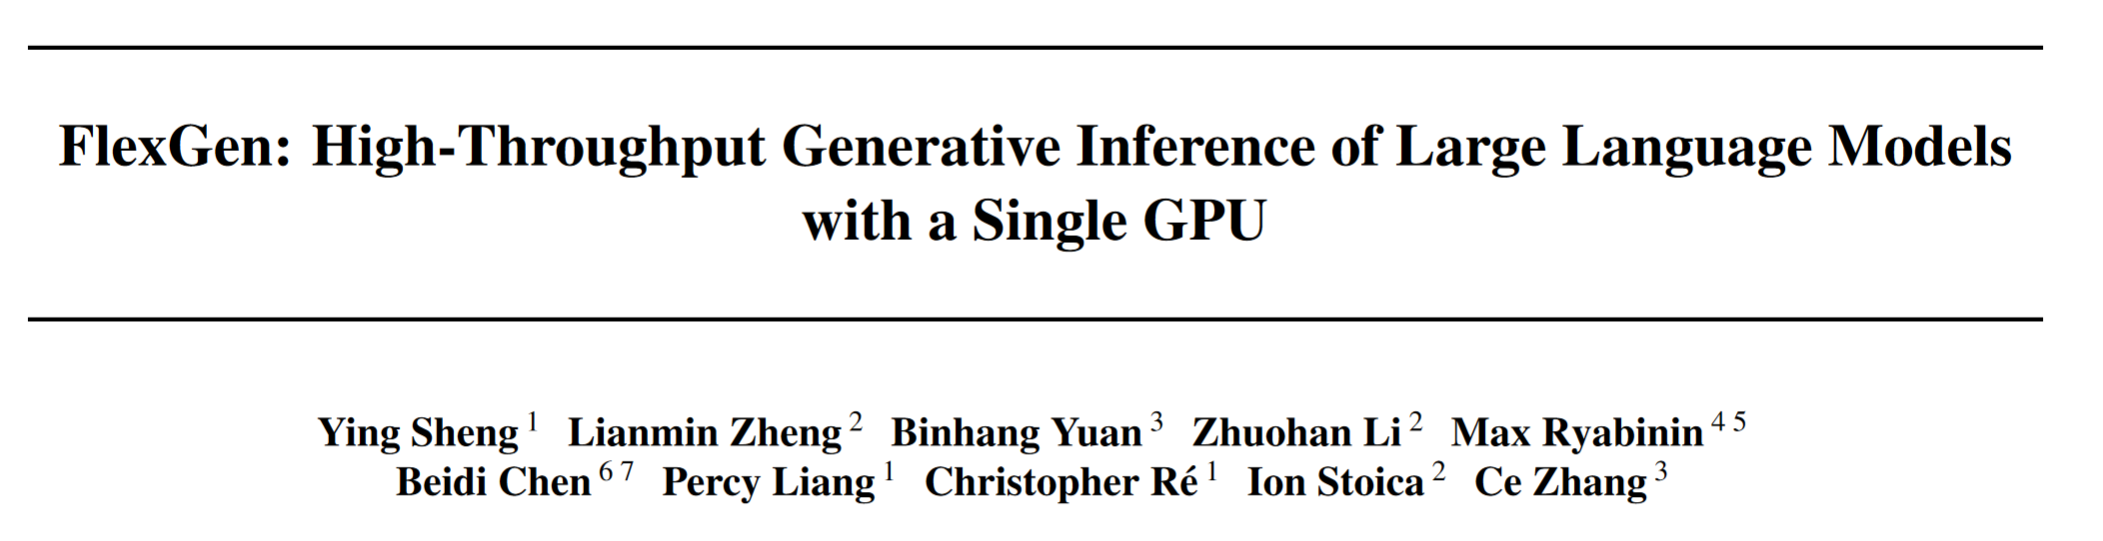 FlexGen: High-Throughput Generative Inference of Large Language Models
with a Single GPU
Ying Sheng 1 Lianmin Zheng 2 Binhang Yuan 3 Zhuohan Li 2 Max Ryabinin 4 5
Beidi Chen 6 7 Percy Liang 1 Christopher Ré 1 Ion Stoica 2 Ce Zhang 3